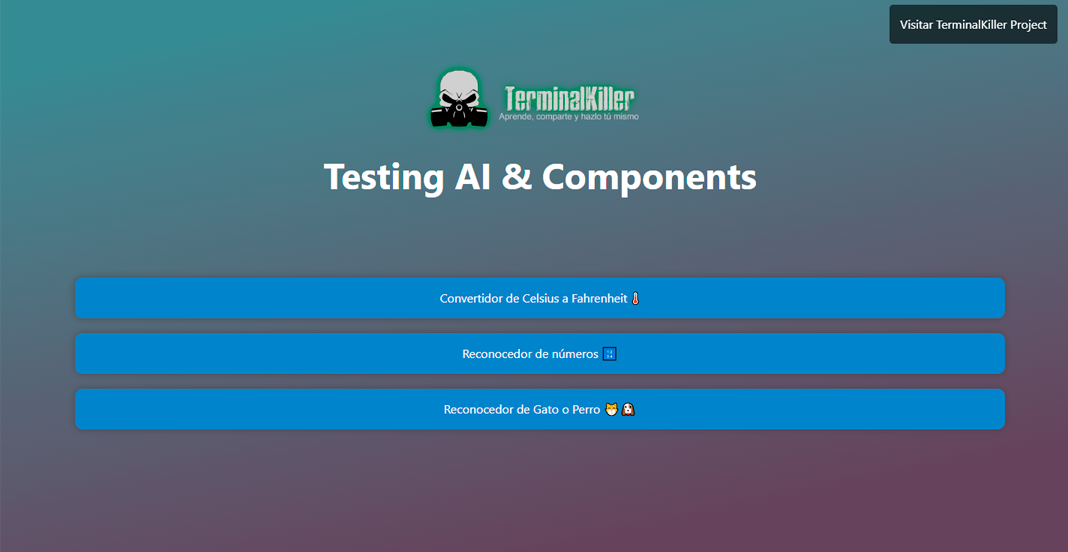 Visitar TerminalKiller Project
TerminalKiller
Aprende, comparte y hazlo tú mismo
Testing AI & Components
Convertidor de Celsius a Fahrenheit 🌡️
Reconocedor de números 🔢
Reconocedor de Gato o Perro 🐱🐶